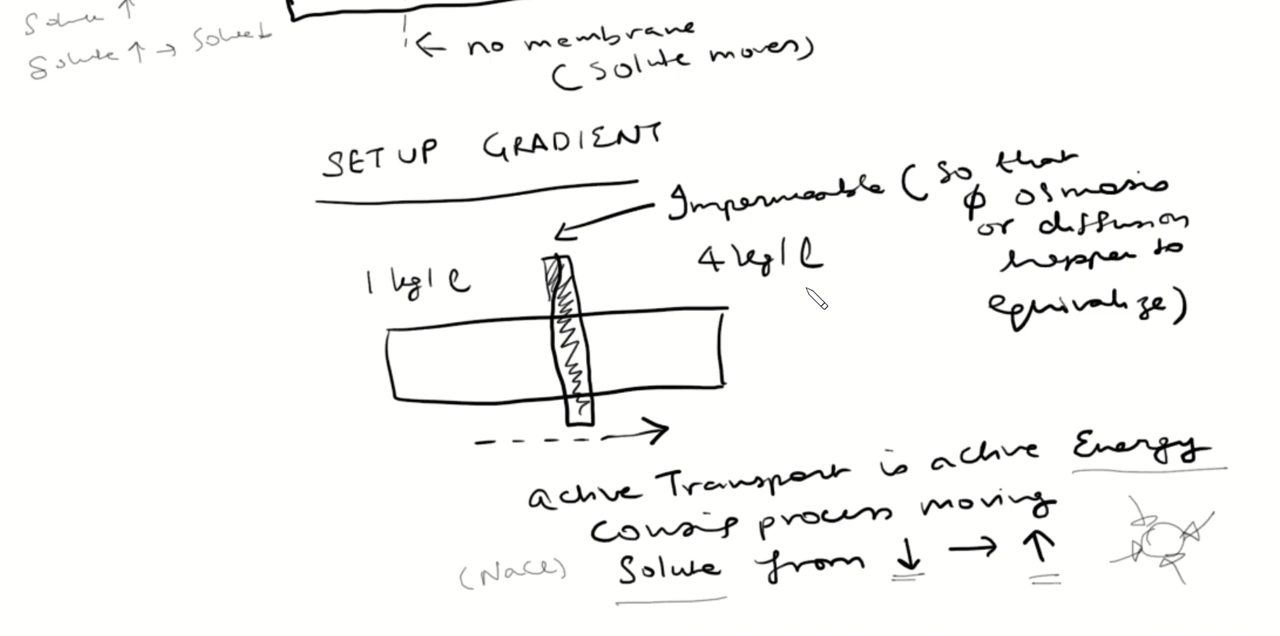 Solute ↑
Solute ↑ → Solvent
← no membrane
(Solute moves)
SETUP GRADIENT
Impermeable (So that
ϕ osmosis
or diffusion
happen to
equivalize)
1 kg/l
4 kg/l
active Transport is active Energy
process moving
Solute from ↓ → ↑
(NaCl)